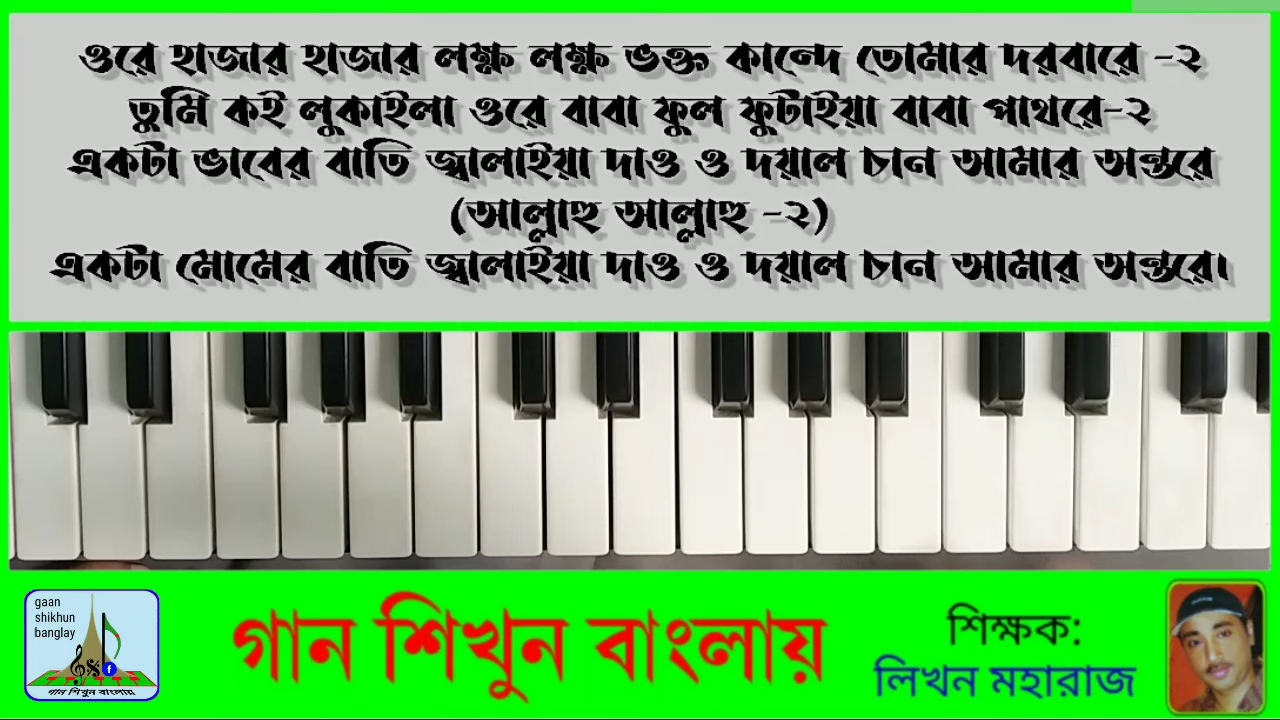 ওরে হাজার হাজার লক্ষ লক্ষ ভক্ত কান্দে তোমার দরবারে -২
তুমি কই লুকাইলা ওরে বাবা ফুল ফুটাইয়া বাবা পাথরে-২
একটা ভাবের বাতি জ্বালাইয়া দাও ও দয়াল চান আমার অন্তরে
(আল্লাহু আল্লাহু -২)
একটা মোমের বাতি জ্বালাইয়া দাও ও দয়াল চান আমার অন্তরে।
gaan
shikhun
banglay
গান শিখুন বাংলায়
গান শিখুন বাংলায়
শিক্ষক:
লিখন মহারাজ